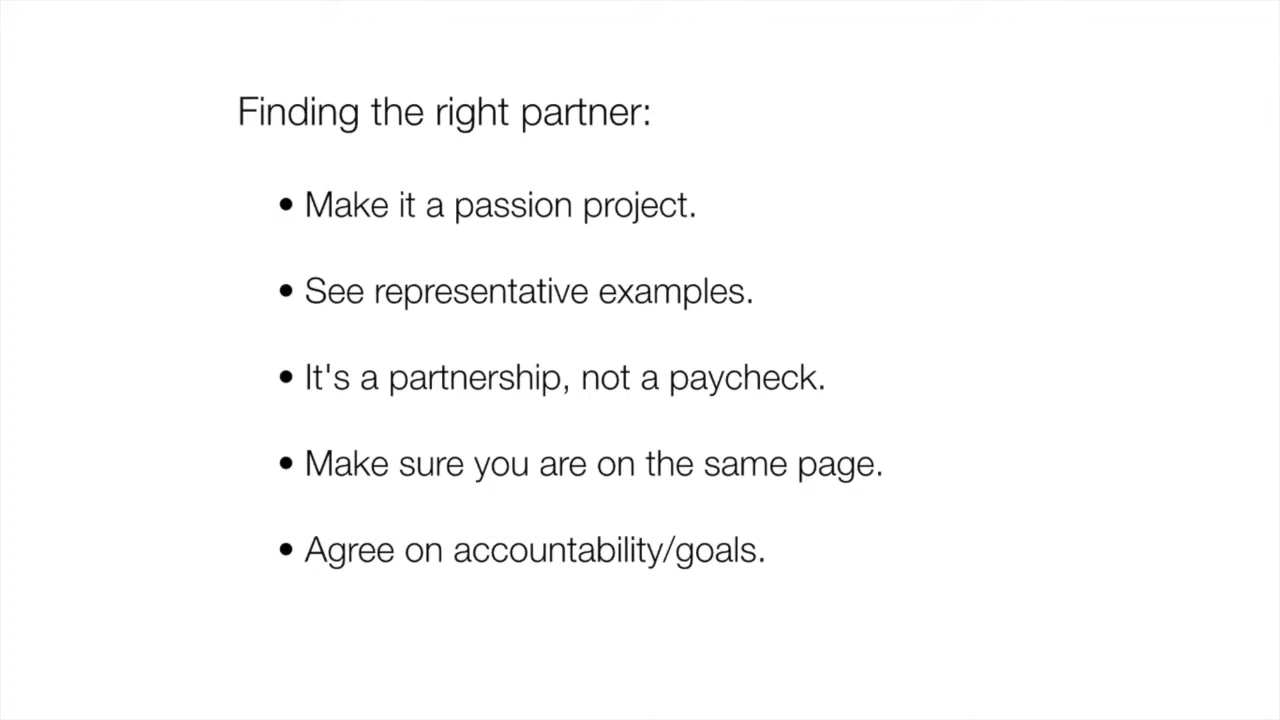 Finding the right partner:
• Make it a passion project.
• See representative examples.
• It's a partnership, not a paycheck.
• Make sure you are on the same page.
• Agree on accountability/goals.